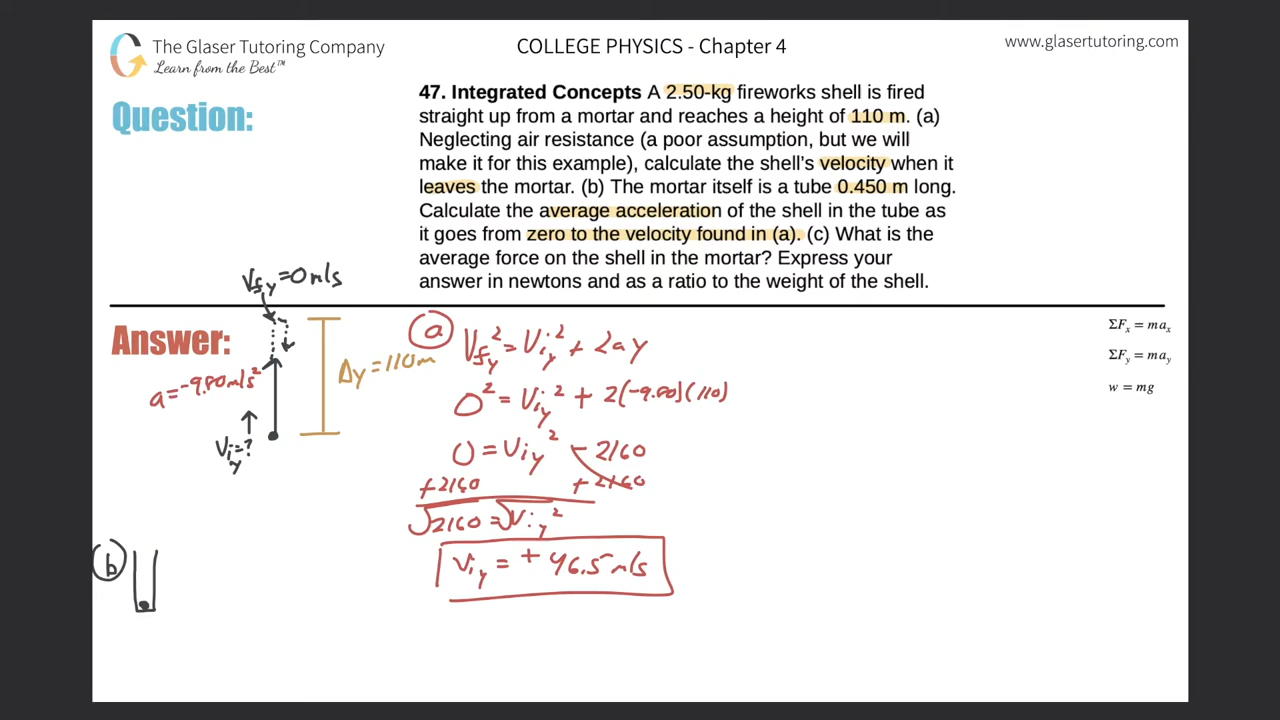 The Glaser Tutoring Company
Learn from the Best™
COLLEGE PHYSICS - Chapter 4
www.glasertutoring.com
Question:
47. Integrated Concepts A 2.50-kg fireworks shell is fired
straight up from a mortar and reaches a height of 110 m. (a)
Neglecting air resistance (a poor assumption, but we will
make it for this example), calculate the shell's velocity when it
leaves the mortar. (b) The mortar itself is a tube 0.450 m long.
Calculate the average acceleration of the shell in the tube as
it goes from zero to the velocity found in (a). (c) What is the
average force on the shell in the mortar? Express your
answer in newtons and as a ratio to the weight of the shell.
Answer:
Vfy = 0 m/s
a = -9.80 m/s²
Δy = 110 m
Viy = ?
a
Vfy² = Viy² + 2ay
0² = Viy² + 2(-9.80)(110)
0 = Viy² - 2160
+2160 + 2160
√2160 = √Viy²
Viy = + 46.5 m/s
b
ΣFx = max
ΣFy = may
w = mg